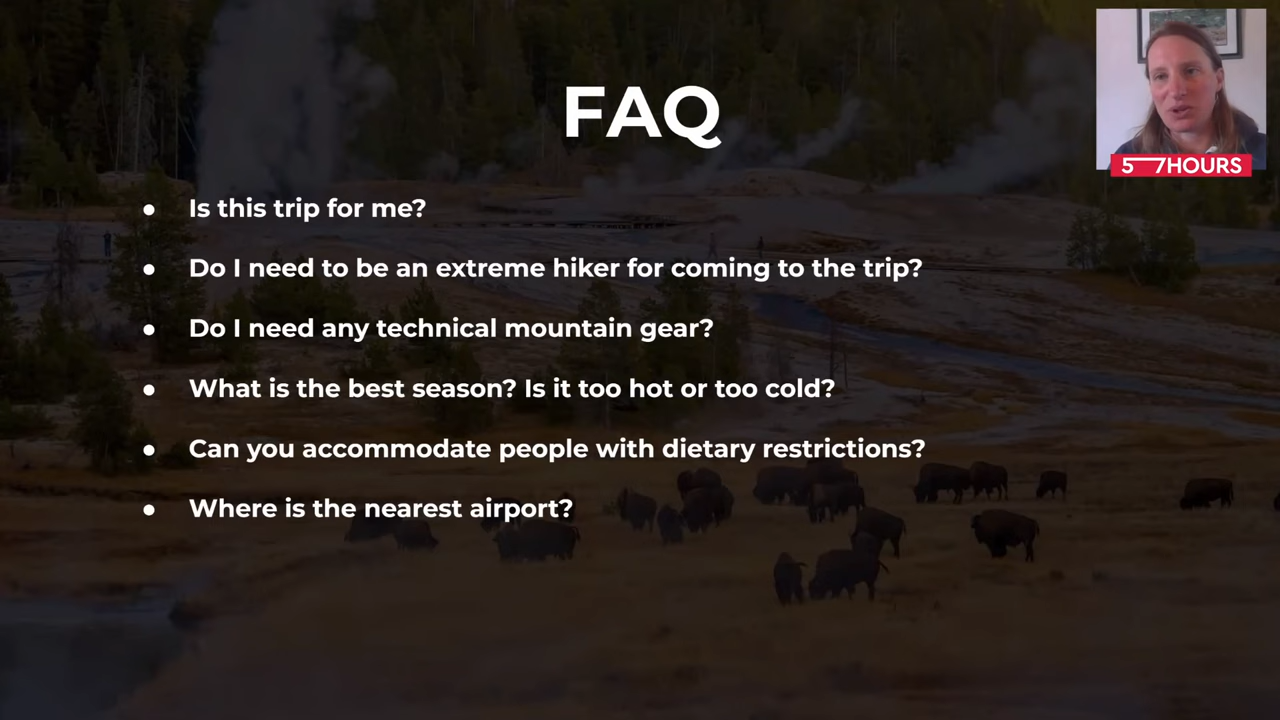 FAQ
57HOURS
● Is this trip for me?
● Do I need to be an extreme hiker for coming to the trip?
● Do I need any technical mountain gear?
● What is the best season? Is it too hot or too cold?
● Can you accommodate people with dietary restrictions?
● Where is the nearest airport?